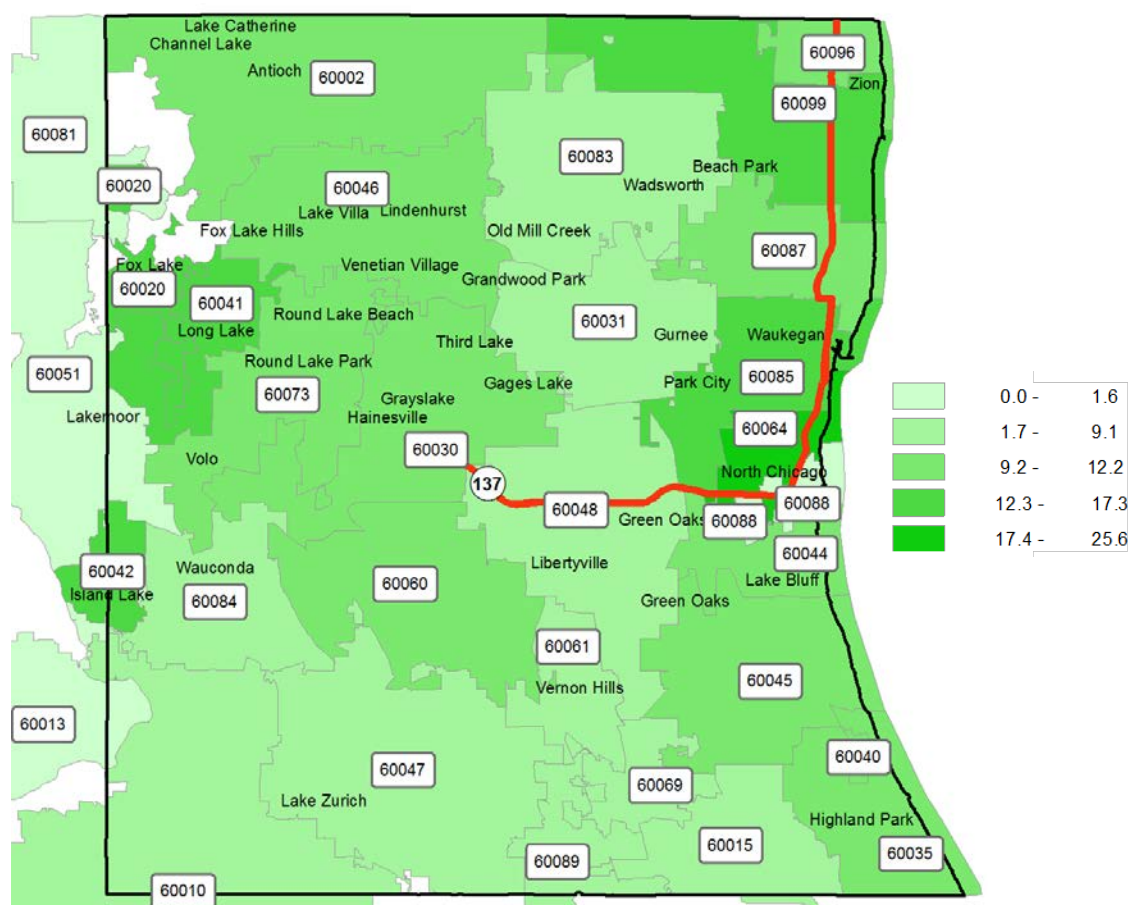 Lake Catherine
Channel Lake
60096
Antioch
60002
Zion
60099
60081
60083
Beach Park
60020
60046
Wadsworth
Lake Villa
Lindenhurst
Fox Lake Hills
Old Mill Creek
60087
Fox Lake
Venetian Village
Grandwood Park
60020
60041
Round Lake Beach
60031
Long Lake
Third Lake
Gurnee
Waukegan
Round Lake Park
60051
Gages Lake
Park City
60085
60073
Grayslake
0.0 - 1.6
Lakemoor
Hainesville
60064
1.7 - 9.1
60030
Volo
9.2 - 12.2
North Chicago
137
12.3 - 17.3
60048
60088
Green Oaks
60088
17.4 - 25.6
60044
Libertyville
60042
Wauconda
Lake Bluff
60060
Island Lake
60084
Green Oaks
60061
60045
Vernon Hills
60013
60040
60047
60069
Lake Zurich
Highland Park
60015
60035
60089
60010